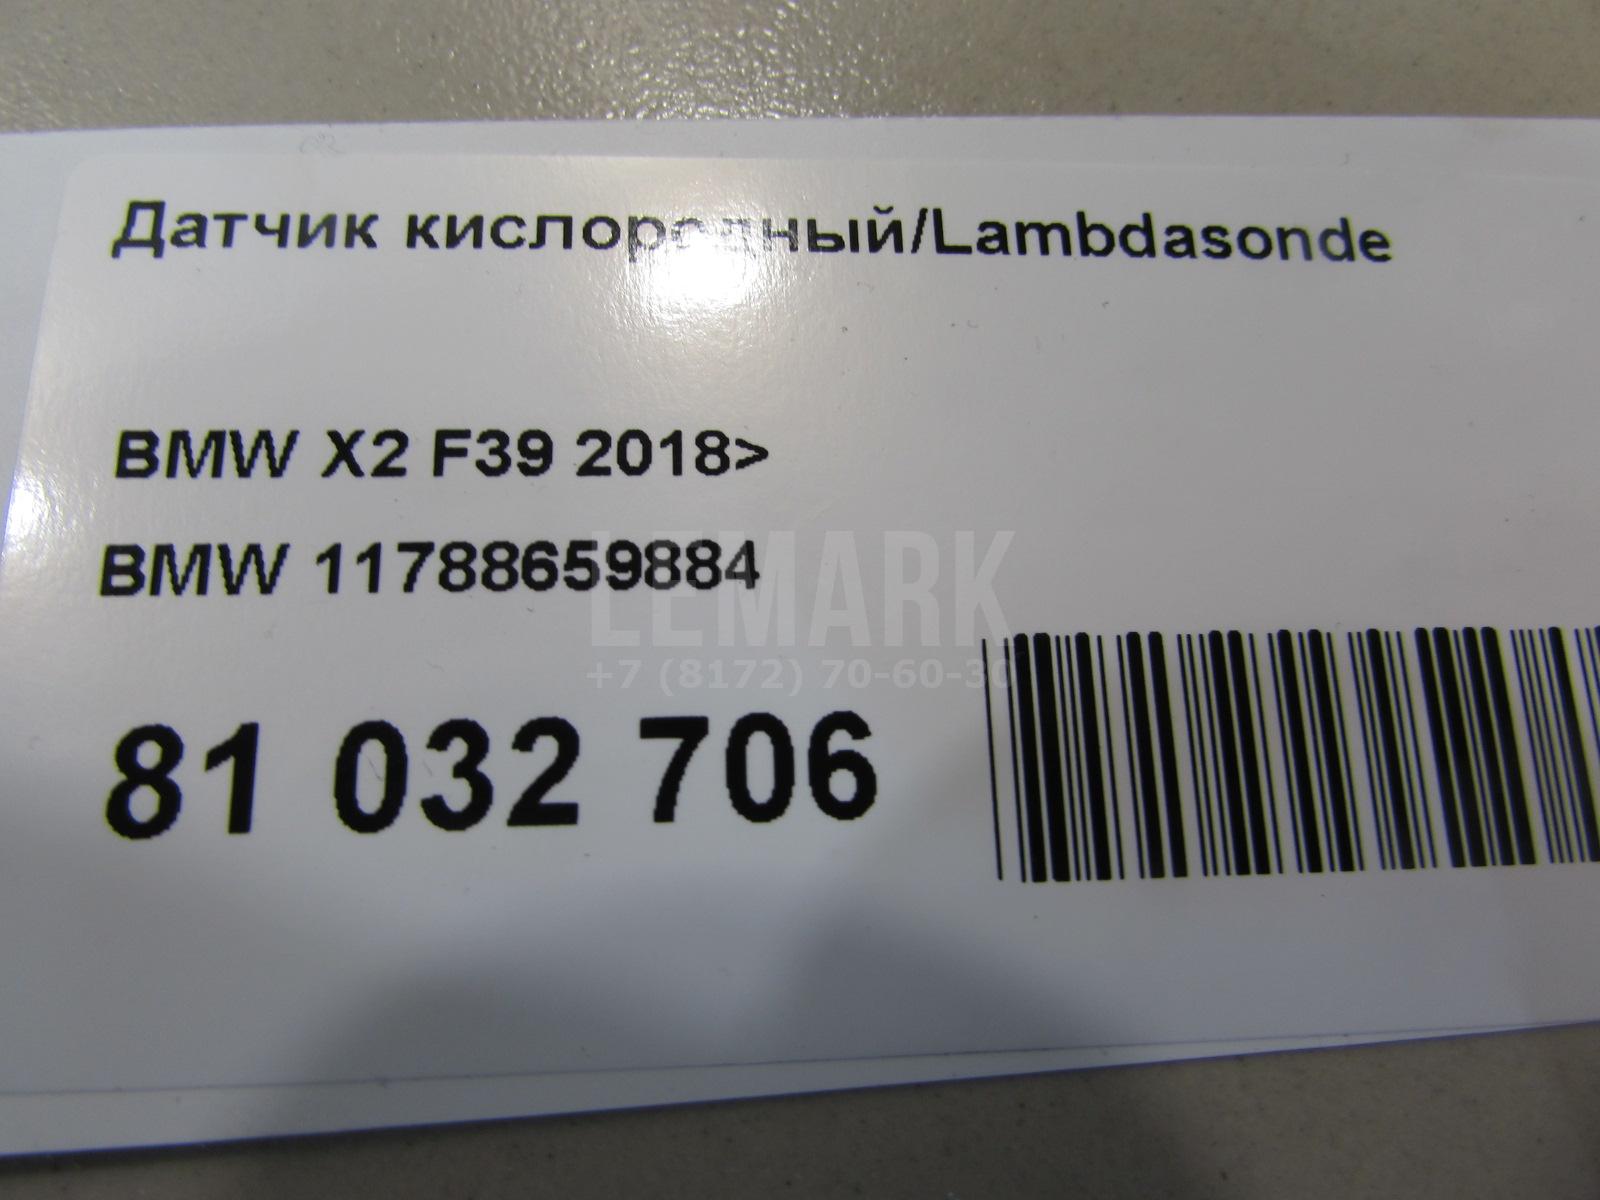 Датчик кислородный/Lambdasonde
BMW X2 F39 2018>
BMW 11788659884
LEMARK
+7 (8172) 70-60-30
81 032 706